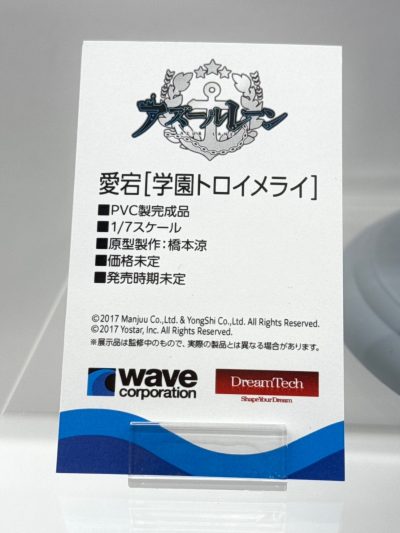 アズールレーン
愛宕[学園トロイメライ]
■PVC製完成品
■1/7スケール
■原型製作：橋本涼
■価格未定
■発売時期未定
©2017 Manjuu Co.,Ltd. & YongShi Co.,Ltd. All Rights Reserved.
©2017 Yostar, Inc. All Rights Reserved.
※展示品は監修中のもので、実際の製品とは異なる場合があります。
wave
corporation
DreamTech
ShapeYourDream